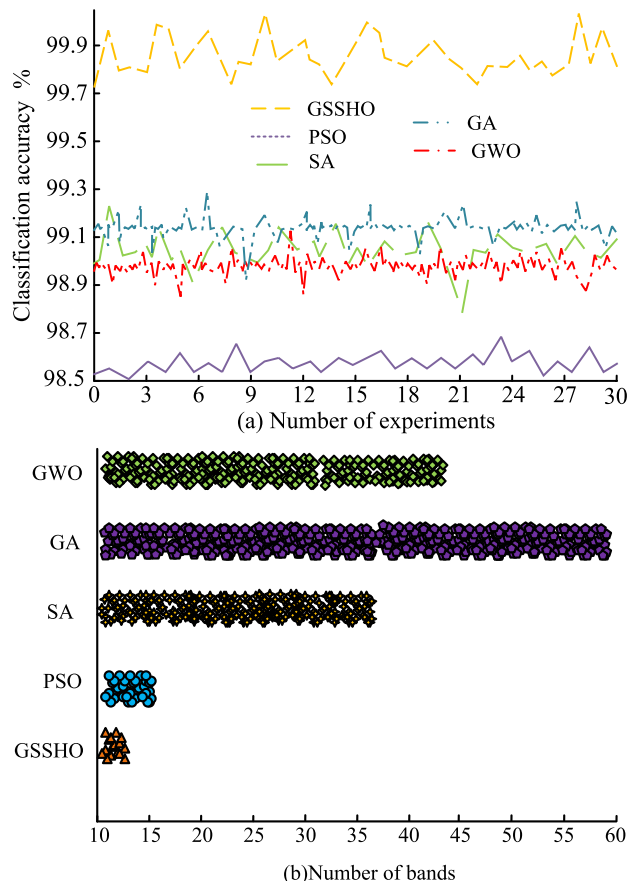 Classification accuracy %
99.9
99.7
99.5
99.3
99.1
98.9
98.7
98.5
GSSHO
PSO
SA
GA
GWO
0 3 6 9 12 15 18 21 24 27 30
(a) Number of experiments
GWO
GA
SA
PSO
GSSHO
10 15 20 25 30 35 40 45 50 55 60
(b)Number of bands